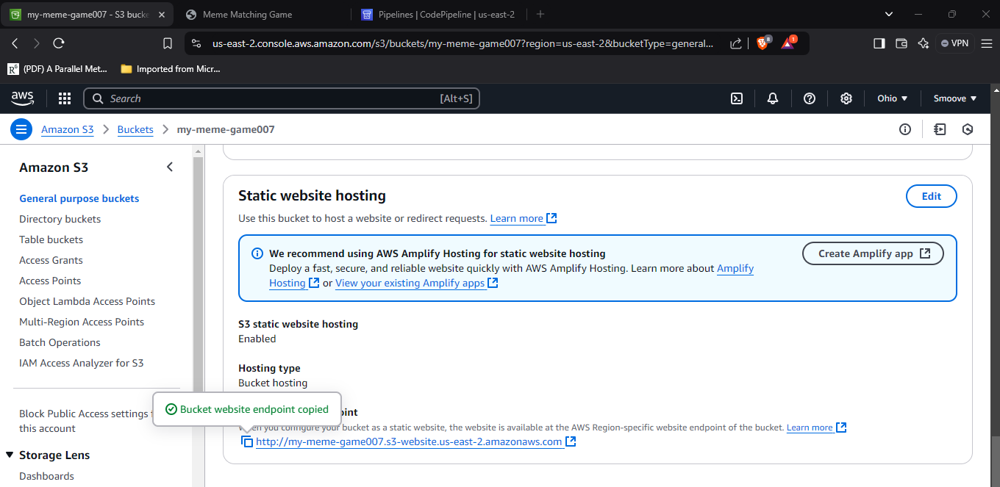 my-meme-game007 - S3 bucke
Meme Matching Game
Pipelines | CodePipeline | us-east-2
us-east-2.console.aws.amazon.com/s3/buckets/my-meme-game007?region=us-east-2&bucketType=general...
8
1
VPN
R⁶ (PDF) A Parallel Met...
Imported from Micr...
aws
Search
[Alt+S]
Ohio
Smoove
Amazon S3
Buckets
my-meme-game007
Amazon S3
General purpose buckets
Directory buckets
Table buckets
Access Grants
Access Points
Object Lambda Access Points
Multi-Region Access Points
Batch Operations
IAM Access Analyzer for S3
Block Public Access settings
this account
Storage Lens
Dashboards
Static website hosting
Edit
Use this bucket to host a website or redirect requests. Learn more
We recommend using AWS Amplify Hosting for static website hosting
Create Amplify app
Deploy a fast, secure, and reliable website quickly with AWS Amplify Hosting. Learn more about Amplify
Hosting or View your existing Amplify apps
S3 static website hosting
Enabled
Hosting type
Bucket hosting
Bucket website endpoint copied
you configure your bucket as a static website, the website is available at the AWS Region-specific website endpoint of the bucket. Learn more
http://my-meme-game007.s3-website.us-east-2.amazonaws.com